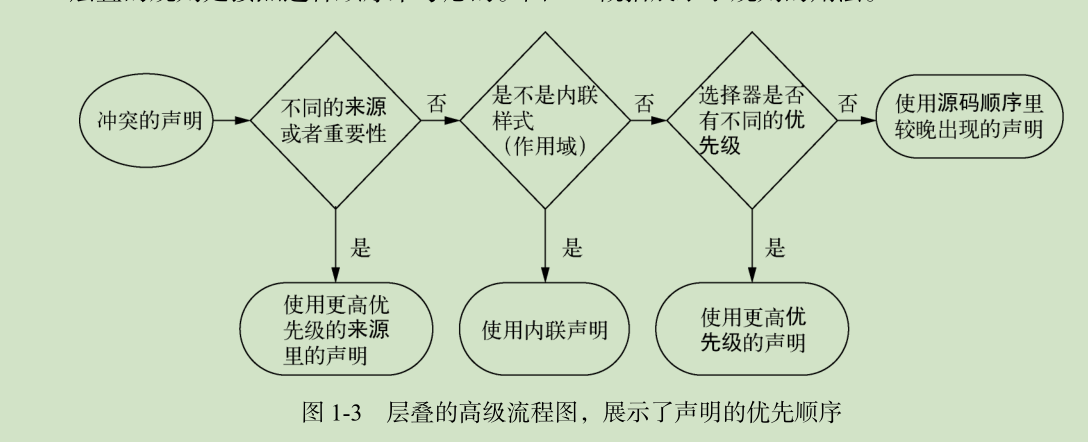 冲突的声明
不同的来源
或者重要性
否
是不是内联
样式
（作用域）
否
选择器是否
有不同的优
先级
否
使用源码顺序里
较晚出现的声明
是
是
是
使用更高优
先级的来源
里的声明
使用内联声明
使用更高优
先级的声明
图 1-3 层叠的高级流程图，展示了声明的优先顺序